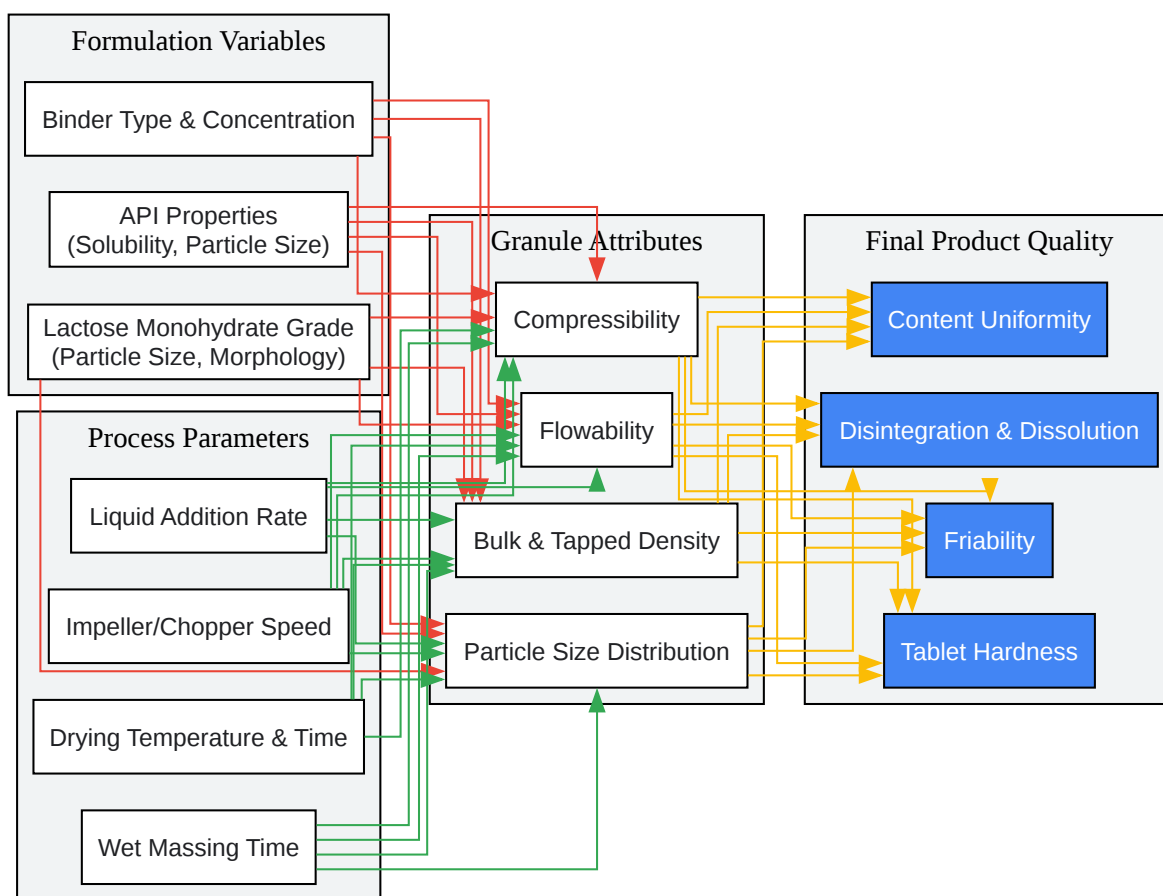 Formulation Variables
Binder Type & Concentration
API Properties
(Solubility, Particle Size)
Lactose Monohydrate Grade
(Particle Size, Morphology)
Process Parameters
Liquid Addition Rate
Impeller/Chopper Speed
Drying Temperature & Time
Wet Massing Time
Granule Attributes
Compressibility
Flowability
Bulk & Tapped Density
Particle Size Distribution
Final Product Quality
Content Uniformity
Disintegration & Dissolution
Friability
Tablet Hardness